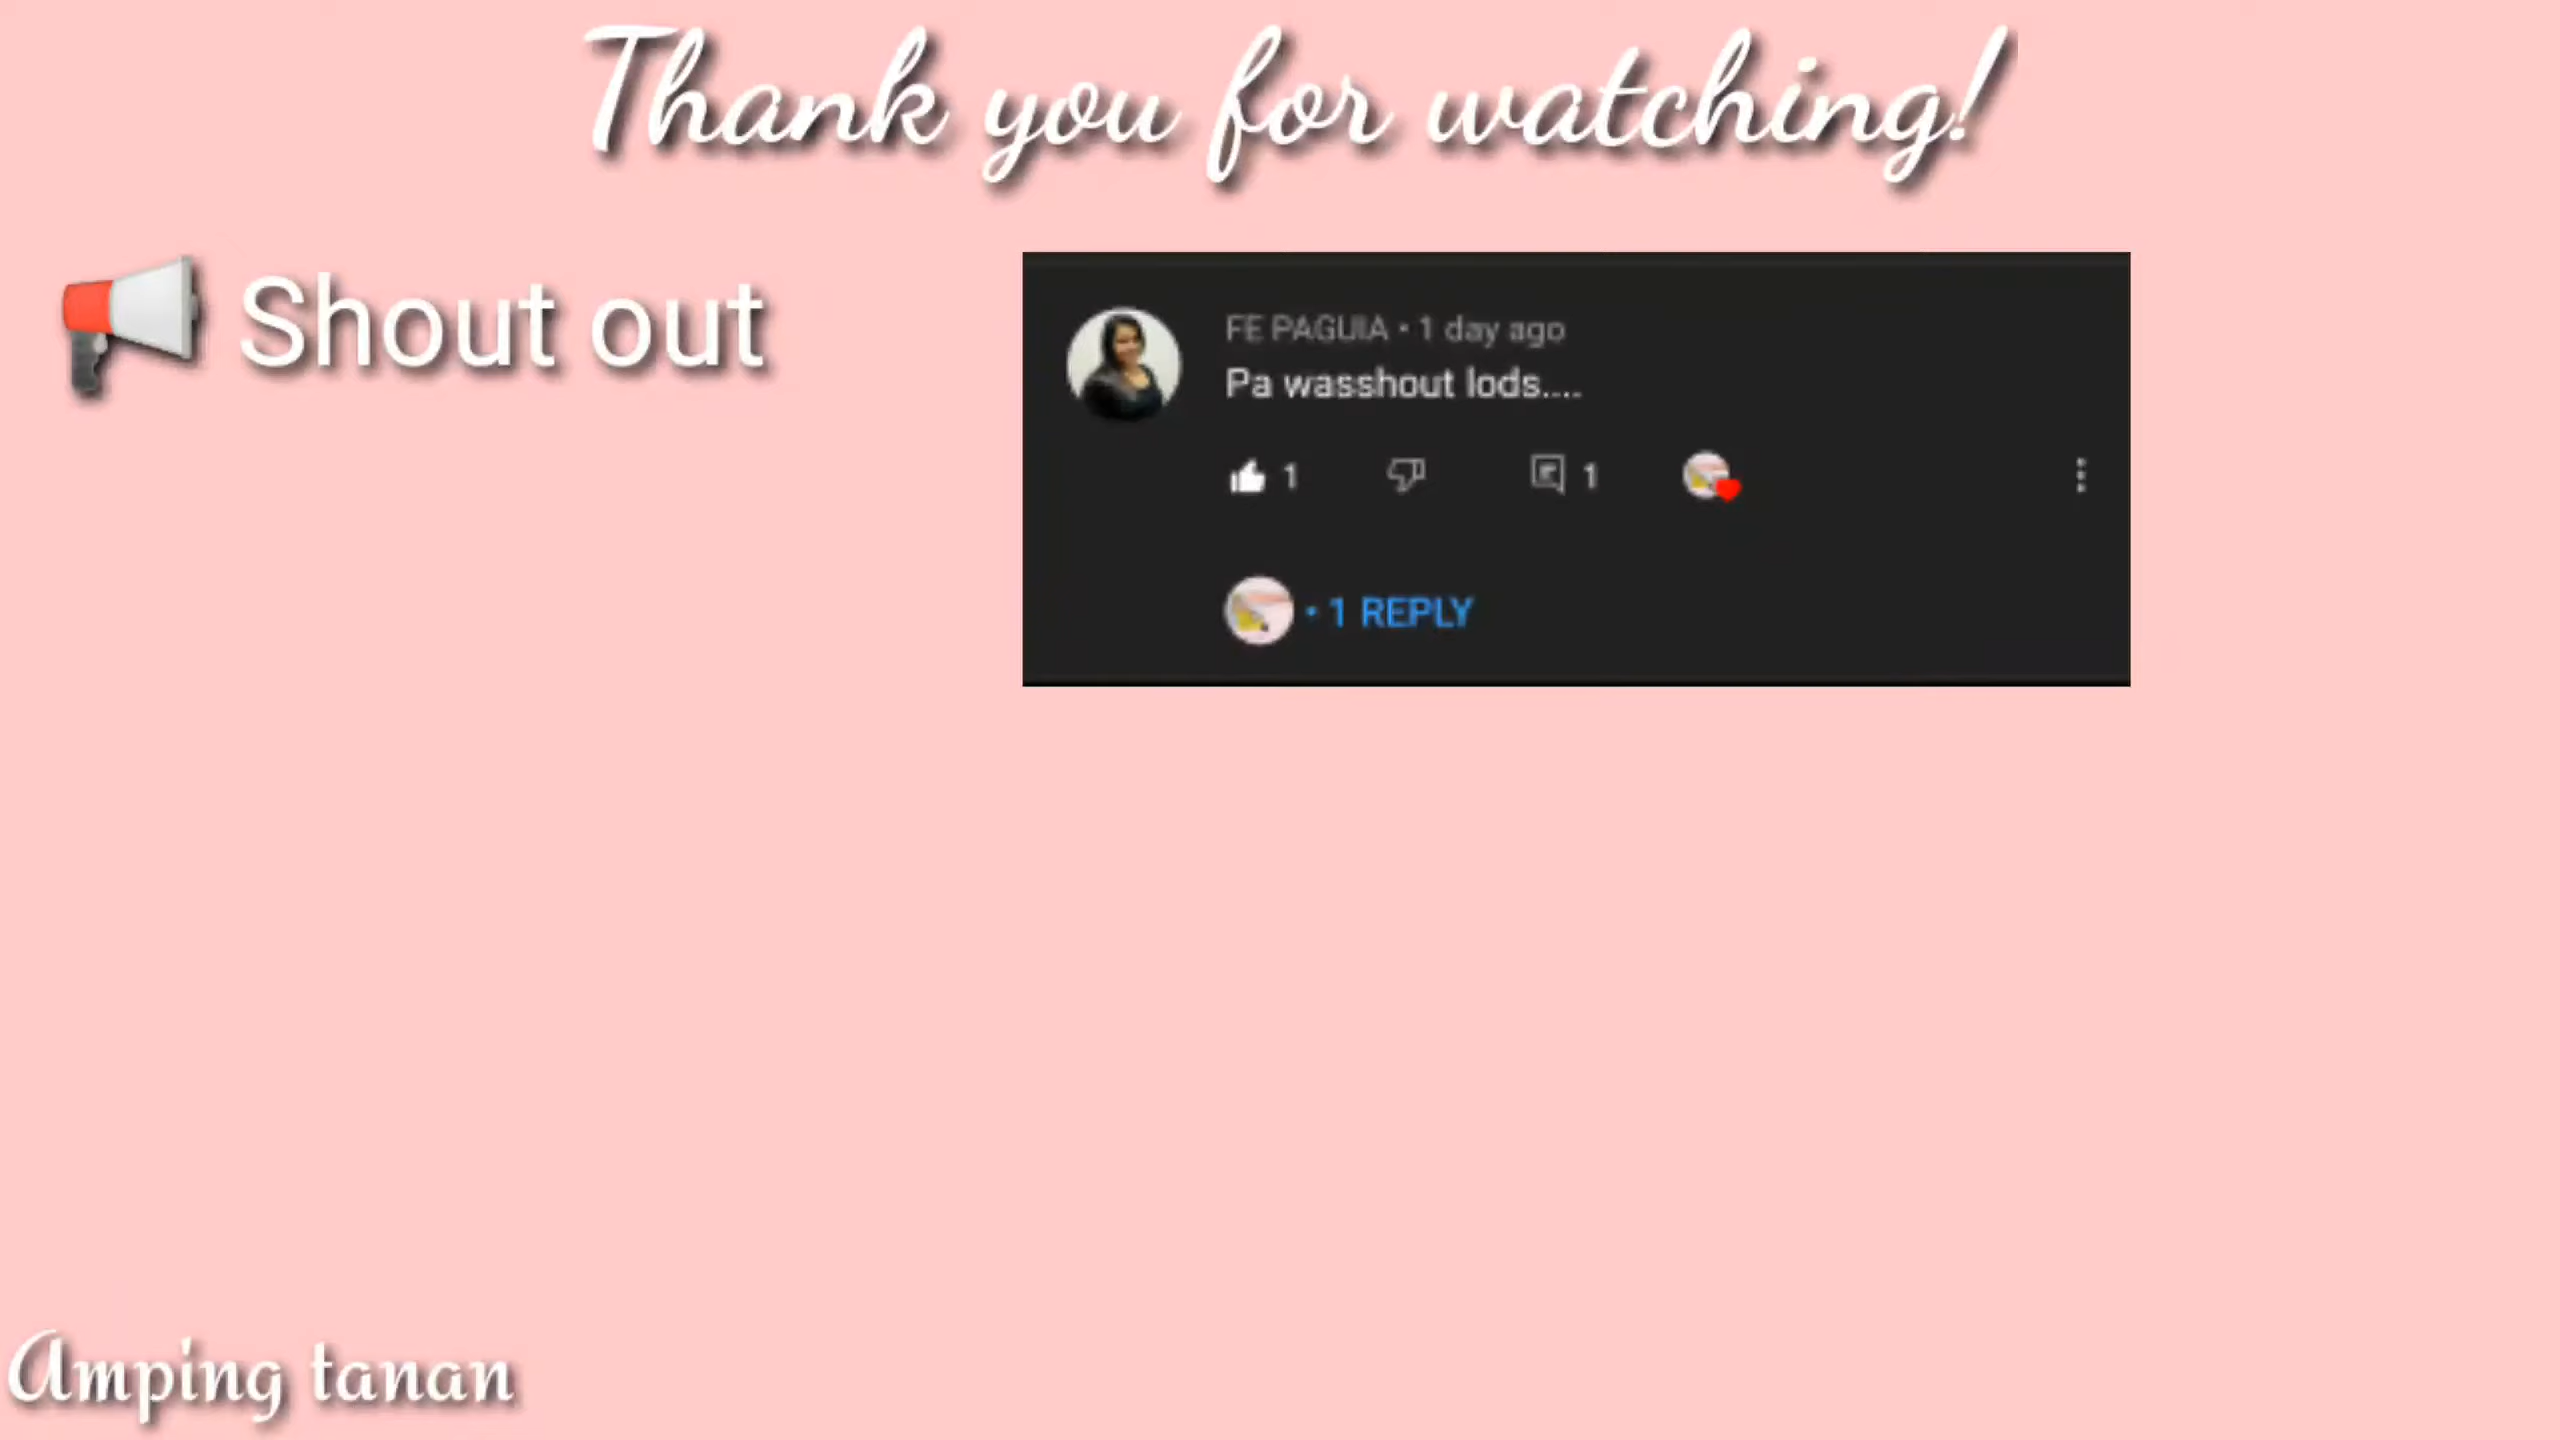 Thank you for watching!
Shout out
FE PAGUIA • 1 day ago
Pa wasshout lods....
1 1
• 1 REPLY
Amping tanan